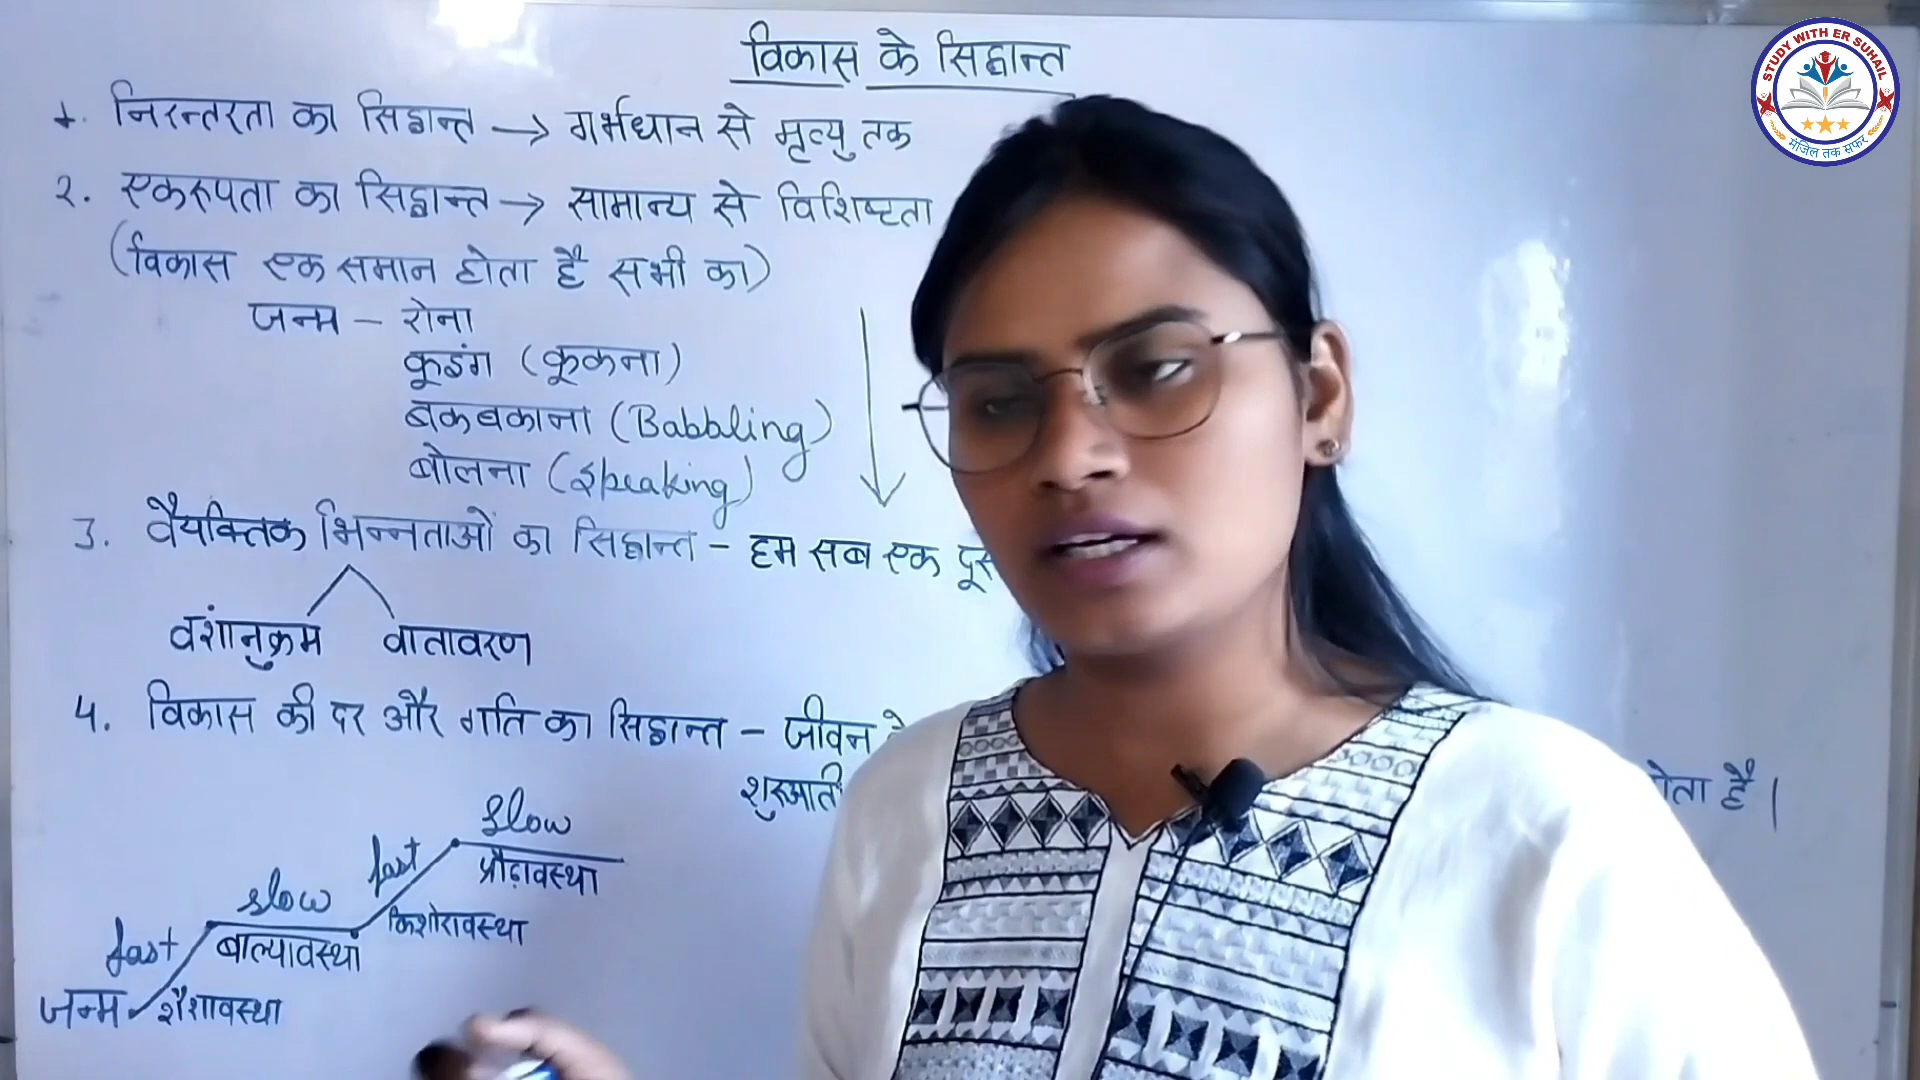 विकास के सिद्धान्त
1. निरन्तरता का सिद्धान्त → गर्भधान से मृत्यु तक
2. एकरूपता का सिद्धान्त → सामान्य से विशिष्टता
(विकास एक समान होता है सभी का)
जन्म – रोना
कूइंग (कूकना)
बकबकाना (Babbling)
बोलना (Speaking)
3. वैयक्तिक भिन्नताओं का सिद्धान्त – हम सब एक
वंशानुक्रम वातावरण
4. विकास की दर और गति का सिद्धान्त – जीवन
शुरूआती होता है।
slow
fast प्रौढ़ावस्था
slow किशोरावस्था
fast बाल्यावस्था
जन्म शैशावस्था
STUDY WITH ER SUHAIL
मंजिल तक सफर